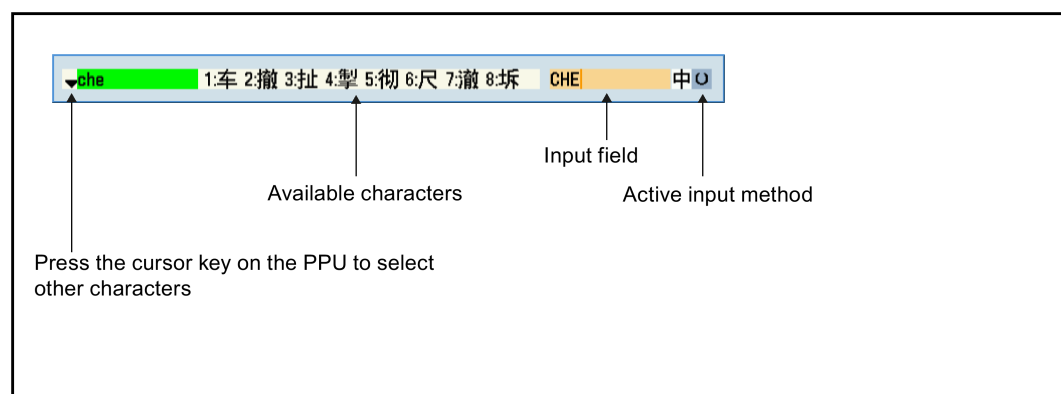 che 1:车 2:撤 3:扯 4:掣 5:彻 6:尺 7:澈 8:坼 CHE 中
Input field
Available characters
Active input method
Press the cursor key on the PPU to select
other characters